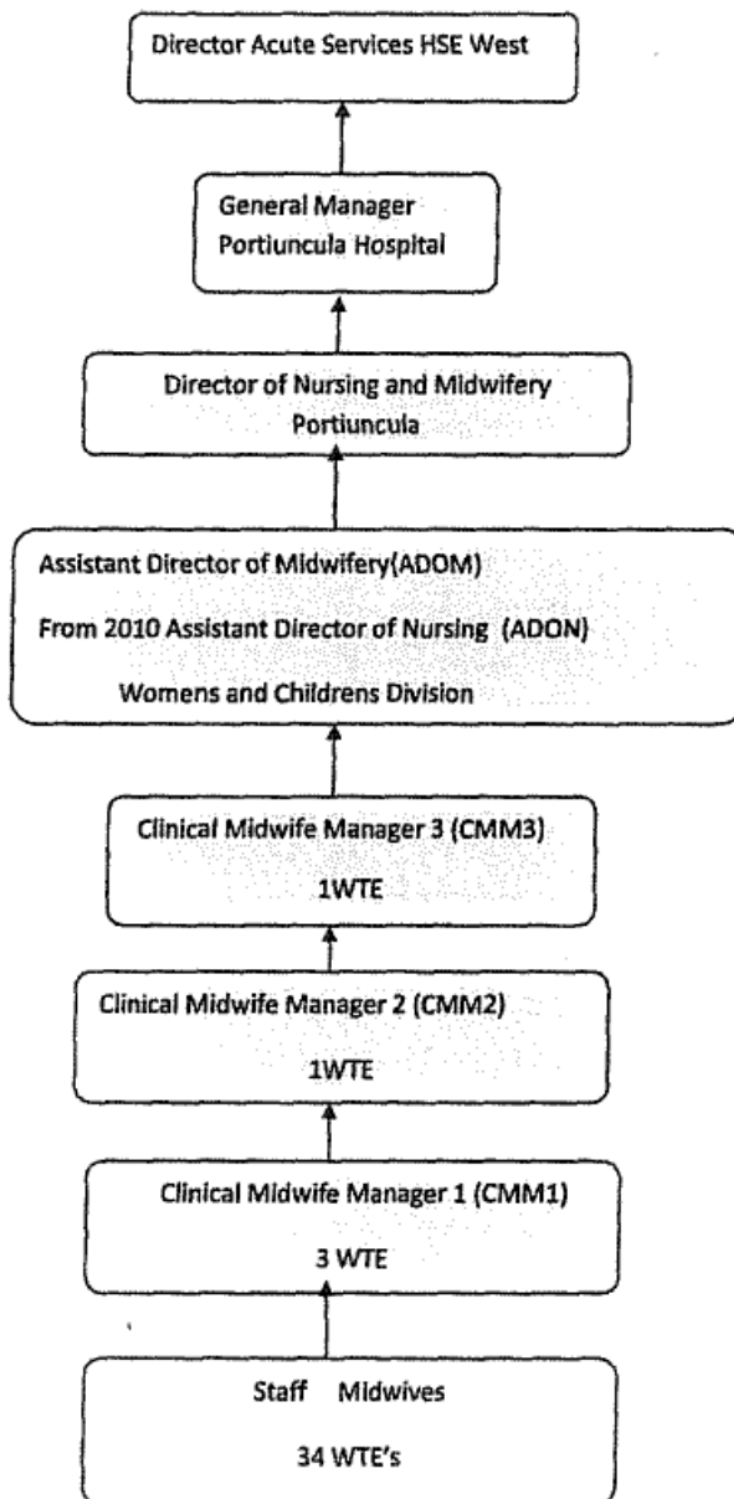 Director Acute Services HSE West
General Manager
Portiuncula Hospital
Director of Nursing and Midwifery
Portiuncula
Assistant Director of Midwifery(ADOM)
From 2010 Assistant Director of Nursing (ADON)
Womens and Childrens Division
Clinical Midwife Manager 3 (CMM3)
1WTE
Clinical Midwife Manager 2 (CMM2)
1WTE
Clinical Midwife Manager 1 (CMM1)
3 WTE
Staff Midwives
34 WTE's